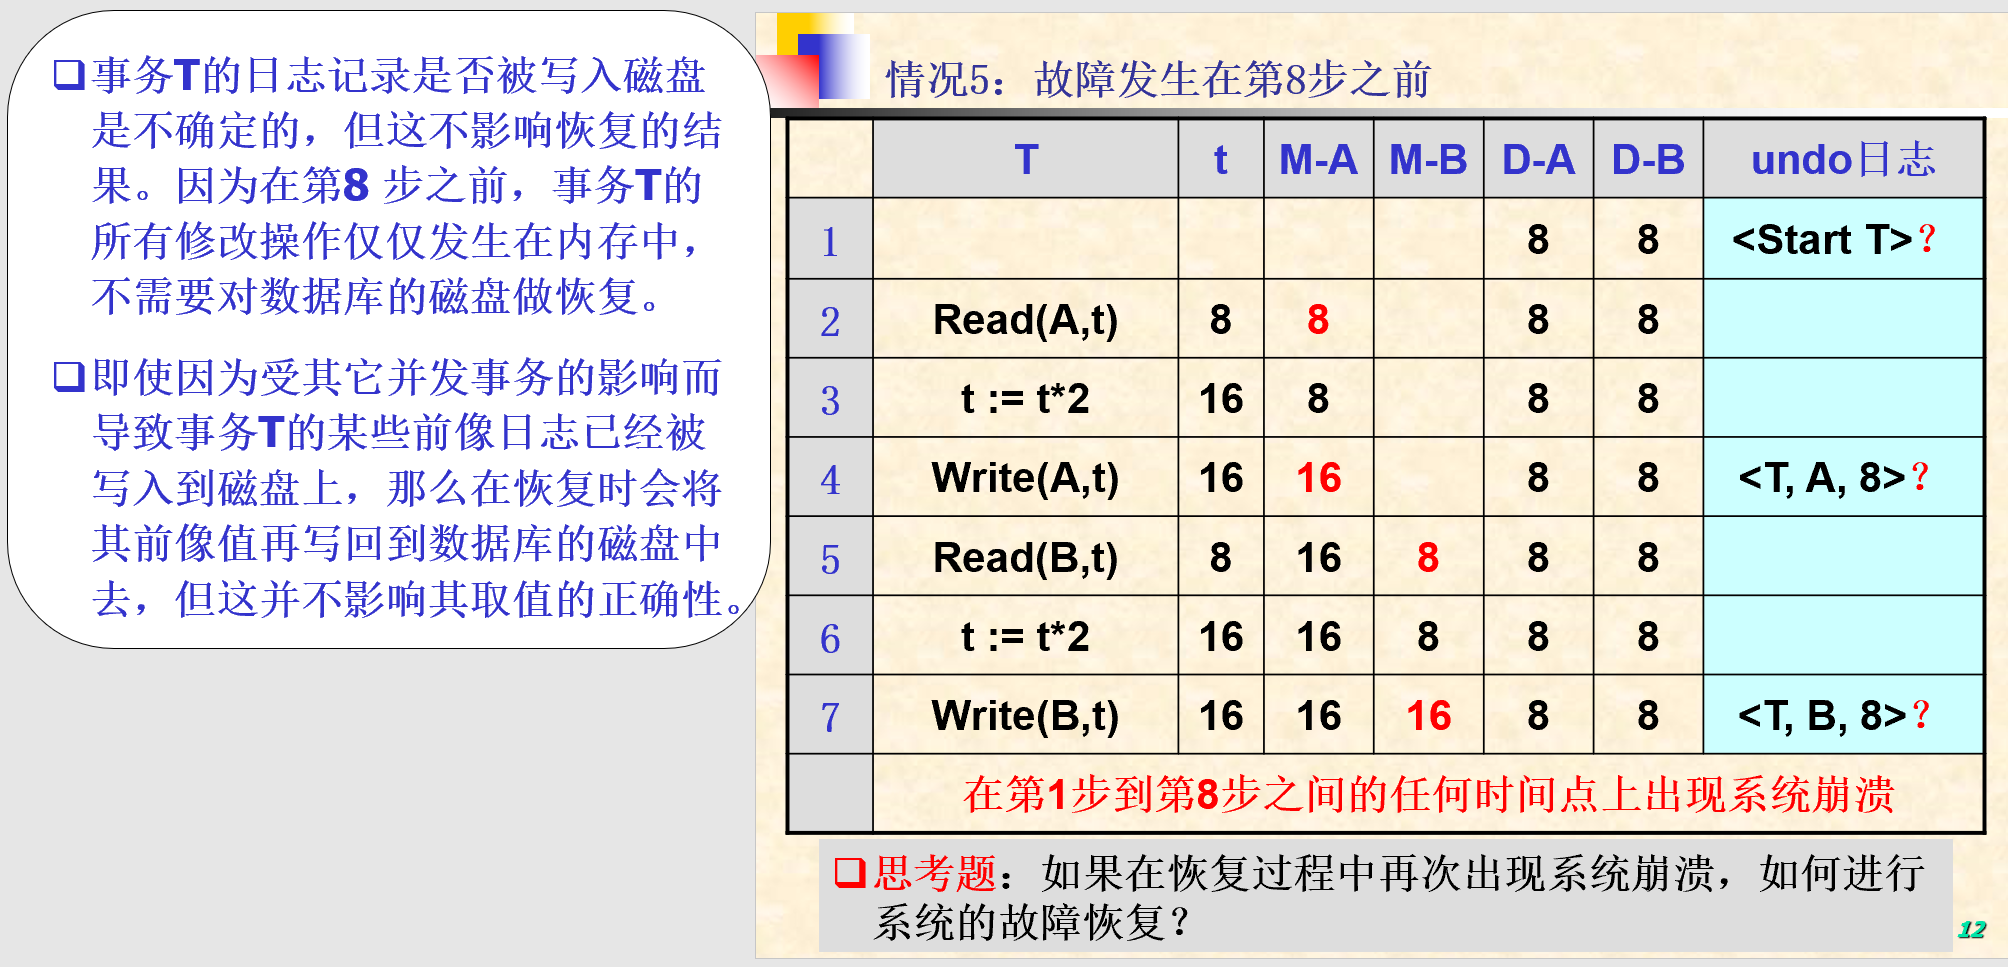 ❑事务T的日志记录是否被写入磁盘
是不确定的，但这不影响恢复的结
果。因为在第8 步之前，事务T的
所有修改操作仅仅发生在内存中，
不需要对数据库的磁盘做恢复。
❑即使因为受其它并发事务的影响而
导致事务T的某些前像日志已经被
写入到磁盘上，那么在恢复时会将
其前像值再写回到数据库的磁盘中
去，但这并不影响其取值的正确性。
情况5：故障发生在第8步之前
T t M-A M-B D-A D-B undo日志
1 8 8 <Start T>?
2 Read(A,t) 8 8 8 8
3 t := t*2 16 8 8 8
4 Write(A,t) 16 16 8 8 <T, A, 8>?
5 Read(B,t) 8 16 8 8 8
6 t := t*2 16 16 8 8 8
7 Write(B,t) 16 16 16 8 8 <T, B, 8>?
在第1步到第8步之间的任何时间点上出现系统崩溃
❑思考题：如果在恢复过程中再次出现系统崩溃，如何进行
系统的故障恢复？
12